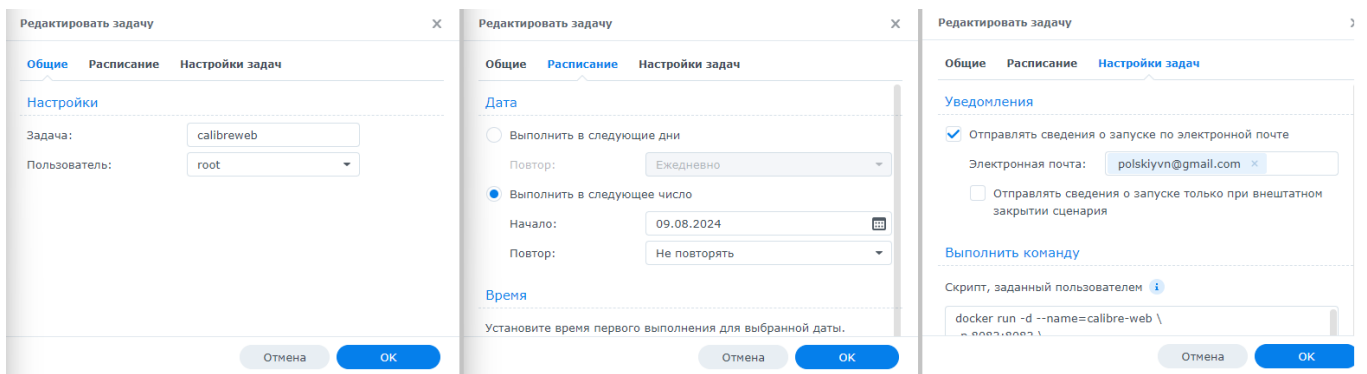 Редактировать задачу
Общие Расписание Настройки задач
Настройки
Задача: calibreweb
Пользователь: root
Отмена OK
Редактировать задачу
Общие Расписание Настройки задач
Дата
Выполнить в следующие дни
Повтор: Ежедневно
Выполнить в следующее число
Начало: 09.08.2024
Повтор: Не повторять
Время
Установите время первого выполнения для выбранной даты.
Отмена OK
Редактировать задачу
Общие Расписание Настройки задач
Уведомления
Отправлять сведения о запуске по электронной почте
Электронная почта: polskiyvn@gmail.com
Отправлять сведения о запуске только при внештатном
закрытии сценария
Выполнить команду
Скрипт, заданный пользователем
docker run -d --name=calibre-web \
Отмена OK